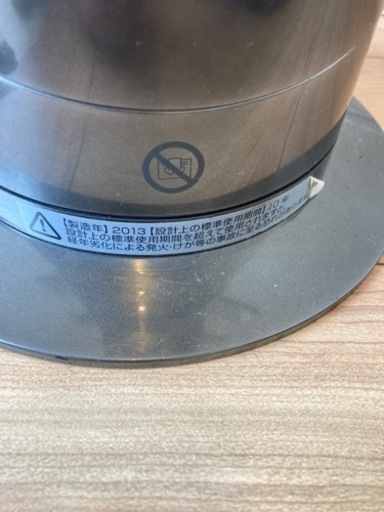 【製造年】2013【設計上の標準使用期間】10年
設計上の標準使用期間を超えて使用されますと、
経年劣化による発火・けが等の事故に至る恐れがあります。